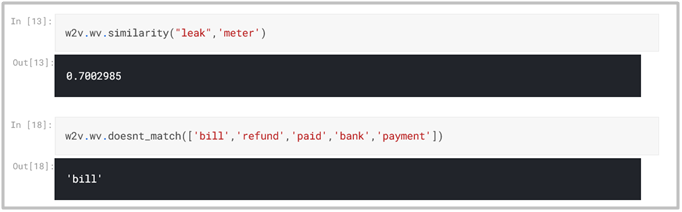 In [13]:
w2v.wv.similarity("leak",'meter')
Out[13]:
0.7002985
In [18]:
w2v.wv.doesnt_match(['bill','refund','paid','bank','payment'])
Out[18]:
'bill'